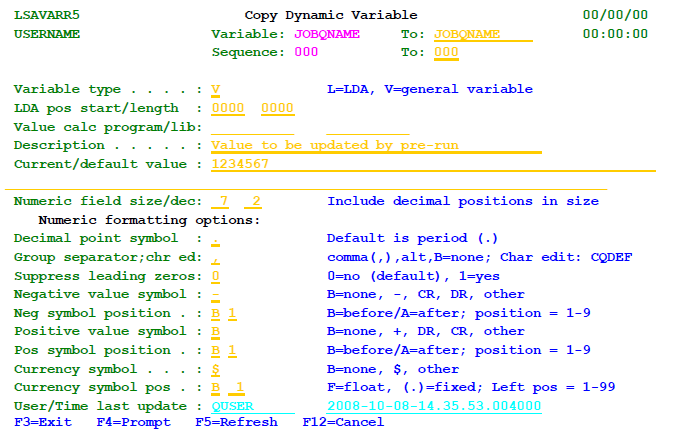 LSAVARR5 Copy Dynamic Variable 00/00/00
USERNAME Variable: JOBQNAME To: JOBQNAME 00:00:00
Sequence: 000 To: 000
Variable type . . . . : V L=LDA, V=general variable
LDA pos start/length : 0000 0000
Value calc program/lib:
Description . . . . . : Value to be updated by pre-run
Current/default value : 1234567
Numeric field size/dec: 7 2 Include decimal positions in size
Numeric formatting options:
Decimal point symbol : . Default is period (.)
Group separator;chr ed: , comma(,),alt,B=none; Char edit: CQDEF
Suppress leading zeros: 0 0=no (default), 1=yes
Negative value symbol : - B=none, -, CR, DR, other
Neg symbol position . : B 1 B=before/A=after; position = 1-9
Positive value symbol : B B=none, +, DR, CR, other
Pos symbol position . : B 1 B=before/A=after; position = 1-9
Currency symbol . . . : $ B=none, $, other
Currency symbol pos . : B 1 F=float, (.)=fixed; Left pos = 1-99
User/Time last update : QUSER 2008-10-08-14.35.53.004000
F3=Exit F4=Prompt F5=Refresh F12=Cancel